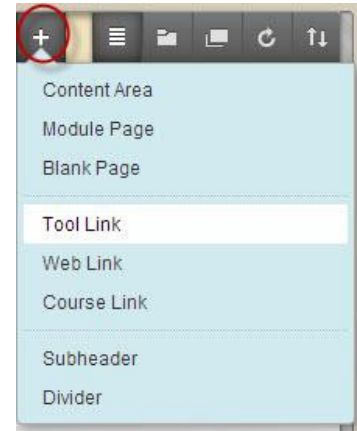 Content Area
Module Page
Blank Page
Tool Link
Web Link
Course Link
Subheader
Divider